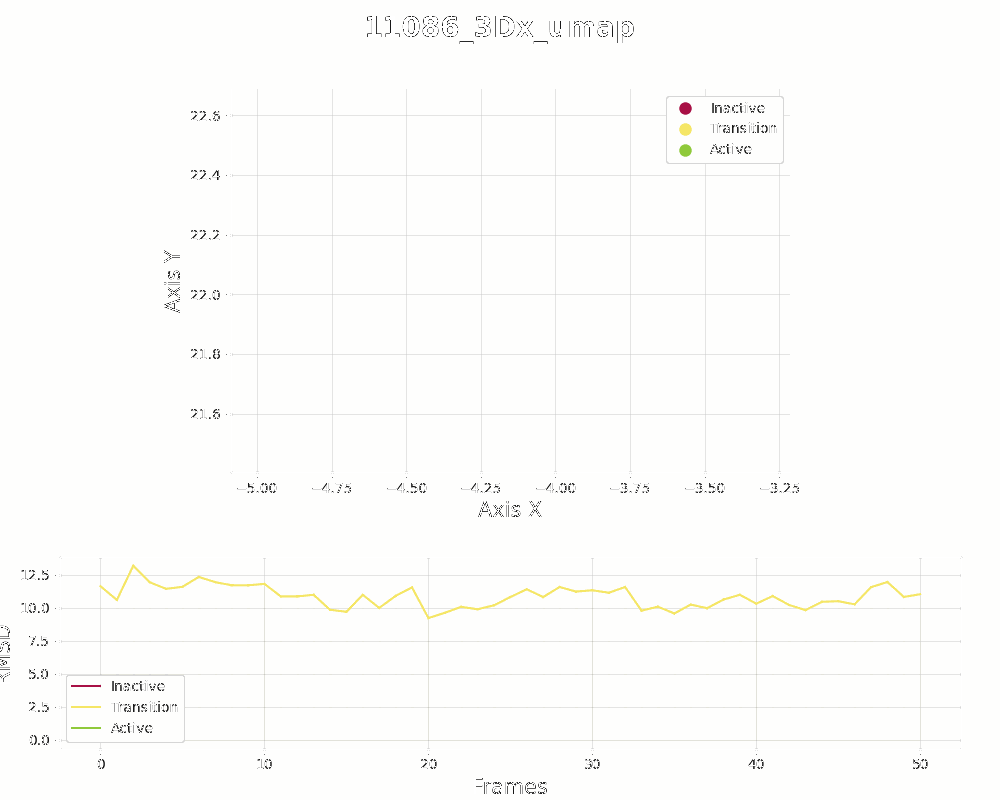 11086_3Dx_umap
Inactive
Transition
Active
22.6
22.4
22.2
22.0
21.8
21.6
Axis Y
−5.00 −4.75 −4.50 −4.25 −4.00 −3.75 −3.50 −3.25
Axis X
12.5
10.0
7.5
5.0
2.5
0.0
RMSD
Inactive
Transition
Active
0 10 20 30 40 50
Frames